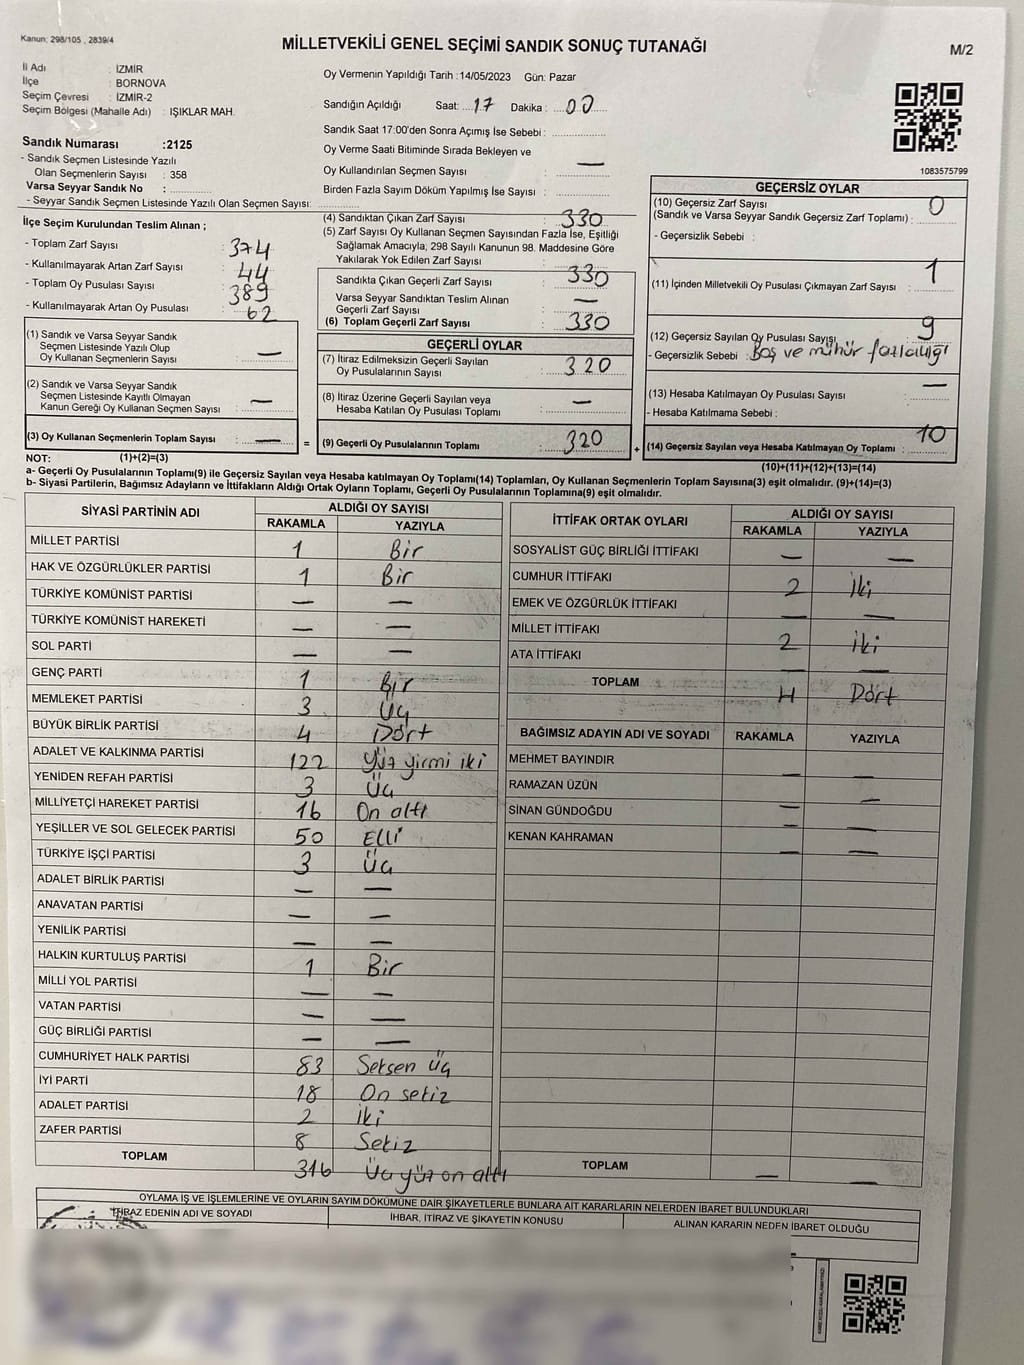 Kanun; 298/105 , 2839/4
MİLLETVEKİLİ GENEL SEÇİMİ SANDIK SONUÇ TUTANAĞI
M/2
İl Adı : İZMİR
İlçe : BORNOVA
Seçim Çevresi : İZMİR-2
Seçim Bölgesi (Mahalle Adı) : IŞIKLAR MAH.
Sandık Numarası :2125
- Sandık Seçmen Listesinde Yazılı
Olan Seçmenlerin Sayısı : 358
Varsa Seyyar Sandık No :
- Seyyar Sandık Seçmen Listesinde Yazılı Olan Seçmen Sayısı:
Oy Vermenin Yapıldığı Tarih :14/05/2023 Gün: Pazar
Sandığın Açıldığı Saat: 17 Dakika : 00
Sandık Saat 17:00'den Sonra Açımış İse Sebebi :
Oy Verme Saati Bitiminde Sırada Bekleyen ve
Oy Kullandırılan Seçmen Sayısı : —
Birden Fazla Sayım Döküm Yapılmış İse Sayısı :
1083575799
İlçe Seçim Kurulundan Teslim Alınan ;
- Toplam Zarf Sayısı : 374
- Kullanılmayarak Artan Zarf Sayısı : 44
- Toplam Oy Pusulası Sayısı : 389
- Kullanılmayarak Artan Oy Pusulası : 62
(1) Sandık ve Varsa Seyyar Sandık
Seçmen Listesinde Yazılı Olup
Oy Kullanan Seçmenlerin Sayısı : —
(2) Sandık ve Varsa Seyyar Sandık
Seçmen Listesinde Kayıtlı Olmayan
Kanun Gereği Oy Kullanan Seçmen Sayısı : —
(3) Oy Kullanan Seçmenlerin Toplam Sayısı : — =
(4) Sandıktan Çıkan Zarf Sayısı : 330
(5) Zarf Sayısı Oy Kullanan Seçmen Sayısından Fazla İse, Eşitliği
Sağlamak Amacıyla; 298 Sayılı Kanunun 98. Maddesine Göre
Yakılarak Yok Edilen Zarf Sayısı :
Sandıkta Çıkan Geçerli Zarf Sayısı : 330
Varsa Seyyar Sandıktan Teslim Alınan
Geçerli Zarf Sayısı : —
(6) Toplam Geçerli Zarf Sayısı : 330
GEÇERLİ OYLAR
(7) İtiraz Edilmeksizin Geçerli Sayılan
Oy Pusulalarının Sayısı : 320
(8) İtiraz Üzerine Geçerli Sayılan veya
Hesaba Katılan Oy Pusulası Toplamı : —
(9) Geçerli Oy Pusulalarının Toplamı : 320 +
GEÇERSİZ OYLAR
(10) Geçersiz Zarf Sayısı
(Sandık ve Varsa Seyyar Sandık Geçersiz Zarf Toplamı) : 0
- Geçersizlik Sebebi :
(11) İçinden Milletvekili Oy Pusulası Çıkmayan Zarf Sayısı : 1
(12) Geçersiz Sayılan Oy Pusulası Sayısı : 9
- Geçersizlik Sebebi : Boş ve mühür fazlalığı
(13) Hesaba Katılmayan Oy Pusulası Sayısı : —
- Hesaba Katılmama Sebebi :
(14) Geçersiz Sayılan veya Hesaba Katılmayan Oy Toplamı : 10
NOT: (1)+(2)=(3)
(10)+(11)+(12)+(13)=(14)
a- Geçerli Oy Pusulalarının Toplamı(9) ile Geçersiz Sayılan veya Hesaba katılmayan Oy Toplamı(14) Toplamları, Oy Kullanan Seçmenlerin Toplam Sayısına(3) eşit olmalıdır. (9)+(14)=(3)
b- Siyasi Partilerin, Bağımsız Adayların ve İttifakların Aldığı Ortak Oyların Toplamı, Geçerli Oy Pusulalarının Toplamına(9) eşit olmalıdır.
SİYASİ PARTİNİN ADI ALDIĞI OY SAYISI
RAKAMLA YAZIYLA
MİLLET PARTİSİ 1 Bir
HAK VE ÖZGÜRLÜKLER PARTİSİ 1 Bir
TÜRKİYE KOMÜNİST PARTİSİ — —
TÜRKİYE KOMÜNİST HAREKETİ — —
SOL PARTİ — —
GENÇ PARTİ 1 Bir
MEMLEKET PARTİSİ 3 Üç
BÜYÜK BİRLİK PARTİSİ 4 Dört
ADALET VE KALKINMA PARTİSİ 122 Yüz yirmi iki
YENİDEN REFAH PARTİSİ 3 Üç
MİLLİYETÇİ HAREKET PARTİSİ 16 On altı
YEŞİLLER VE SOL GELECEK PARTİSİ 50 Elli
TÜRKİYE İŞÇİ PARTİSİ 3 Üç
ADALET BİRLİK PARTİSİ — —
ANAVATAN PARTİSİ — —
YENİLİK PARTİSİ — —
HALKIN KURTULUŞ PARTİSİ 1 Bir
MİLLİ YOL PARTİSİ — —
VATAN PARTİSİ — —
GÜÇ BİRLİĞİ PARTİSİ — —
CUMHURİYET HALK PARTİSİ 83 Seksen üç
İYİ PARTİ 18 On sekiz
ADALET PARTİSİ 2 İki
ZAFER PARTİSİ 8 Sekiz
TOPLAM 316 Üç yüz on altı
İTTİFAK ORTAK OYLARI ALDIĞI OY SAYISI
RAKAMLA YAZIYLA
SOSYALİST GÜÇ BİRLİĞİ İTTİFAKI — —
CUMHUR İTTİFAKI 2 İki
EMEK VE ÖZGÜRLÜK İTTİFAKI — —
MİLLET İTTİFAKI 2 İki
ATA İTTİFAKI — —
TOPLAM 4 Dört
BAĞIMSIZ ADAYIN ADI VE SOYADI RAKAMLA YAZIYLA
MEHMET BAYINDIR — —
RAMAZAN ÜZÜN — —
SİNAN GÜNDOĞDU — —
KENAN KAHRAMAN — —
TOPLAM — —
OYLAMA İŞ VE İŞLEMLERİNE VE OYLARIN SAYIM DÖKÜMÜNE DAİR ŞİKAYETLERLE BUNLARA AİT KARARLARIN NELERDEN İBARET BULUNDUKLARI
İTİRAZ EDENİN ADI VE SOYADI İHBAR, İTİRAZ VE ŞİKAYETİN KONUSU ALINAN KARARIN NEDEN İBARET OLDUĞU